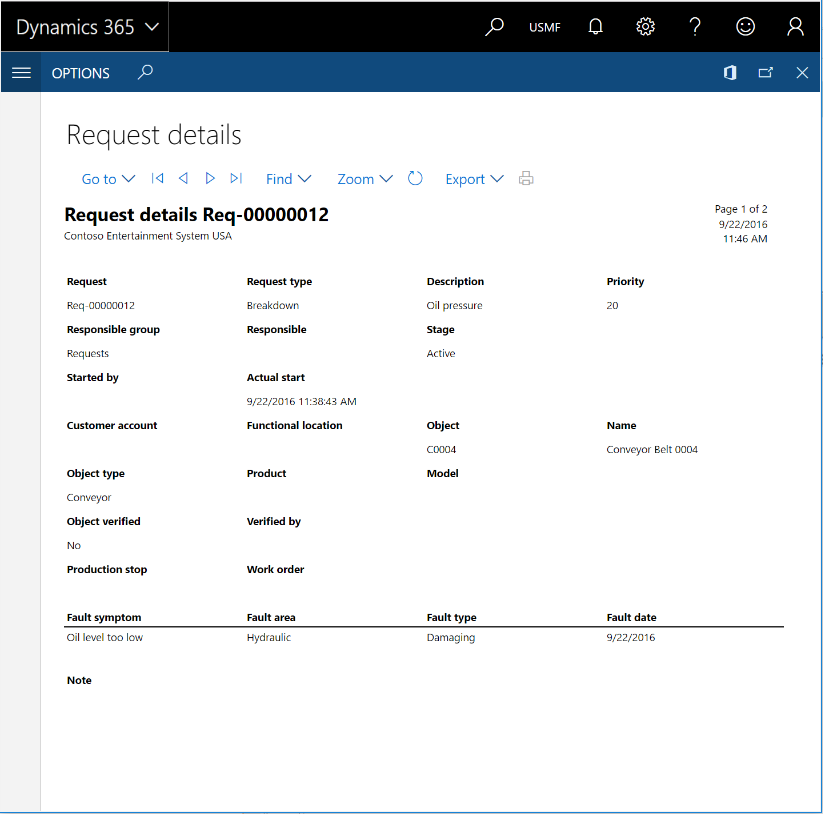 Dynamics 365 USMF ?
OPTIONS
Request details
Go to Find Zoom Export
Request details Req-00000012 Page 1 of 2
Contoso Entertainment System USA 9/22/2016
11:46 AM
Request Request type Description Priority
Req-00000012 Breakdown Oil pressure 20
Responsible group Responsible Stage
Requests Active
Started by Actual start
9/22/2016 11:38:43 AM
Customer account Functional location Object Name
C0004 Conveyor Belt 0004
Object type Product Model
Conveyor
Object verified Verified by
No
Production stop Work order
Fault symptom Fault area Fault type Fault date
Oil level too low Hydraulic Damaging 9/22/2016
Note